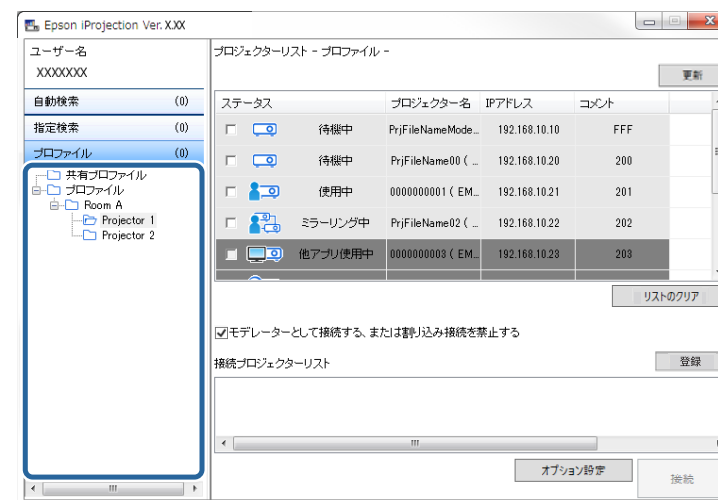 Epson iProjection Ver. X.XX
ユーザー名
XXXXXXX
自動検索 (0)
指定検索 (0)
プロファイル (0)
共有プロファイル
プロファイル
Room A
Projector 1
Projector 2
プロジェクターリスト - プロファイル -
更新
ステータス プロジェクター名 IPアドレス コメント
待機中 PrjFileNameMode... 192.168.10.10 FFF
待機中 PrjFileName00 ( ... 192.168.10.20 200
使用中 0000000001 ( EM... 192.168.10.21 201
ミラーリング中 PrjFileName02 ( ... 192.168.10.22 202
他アプリ使用中 0000000003 ( EM... 192.168.10.23 203
リストのクリア
モデレーターとして接続する、または割り込み接続を禁止する
接続プロジェクターリスト
登録
オプション設定
接続